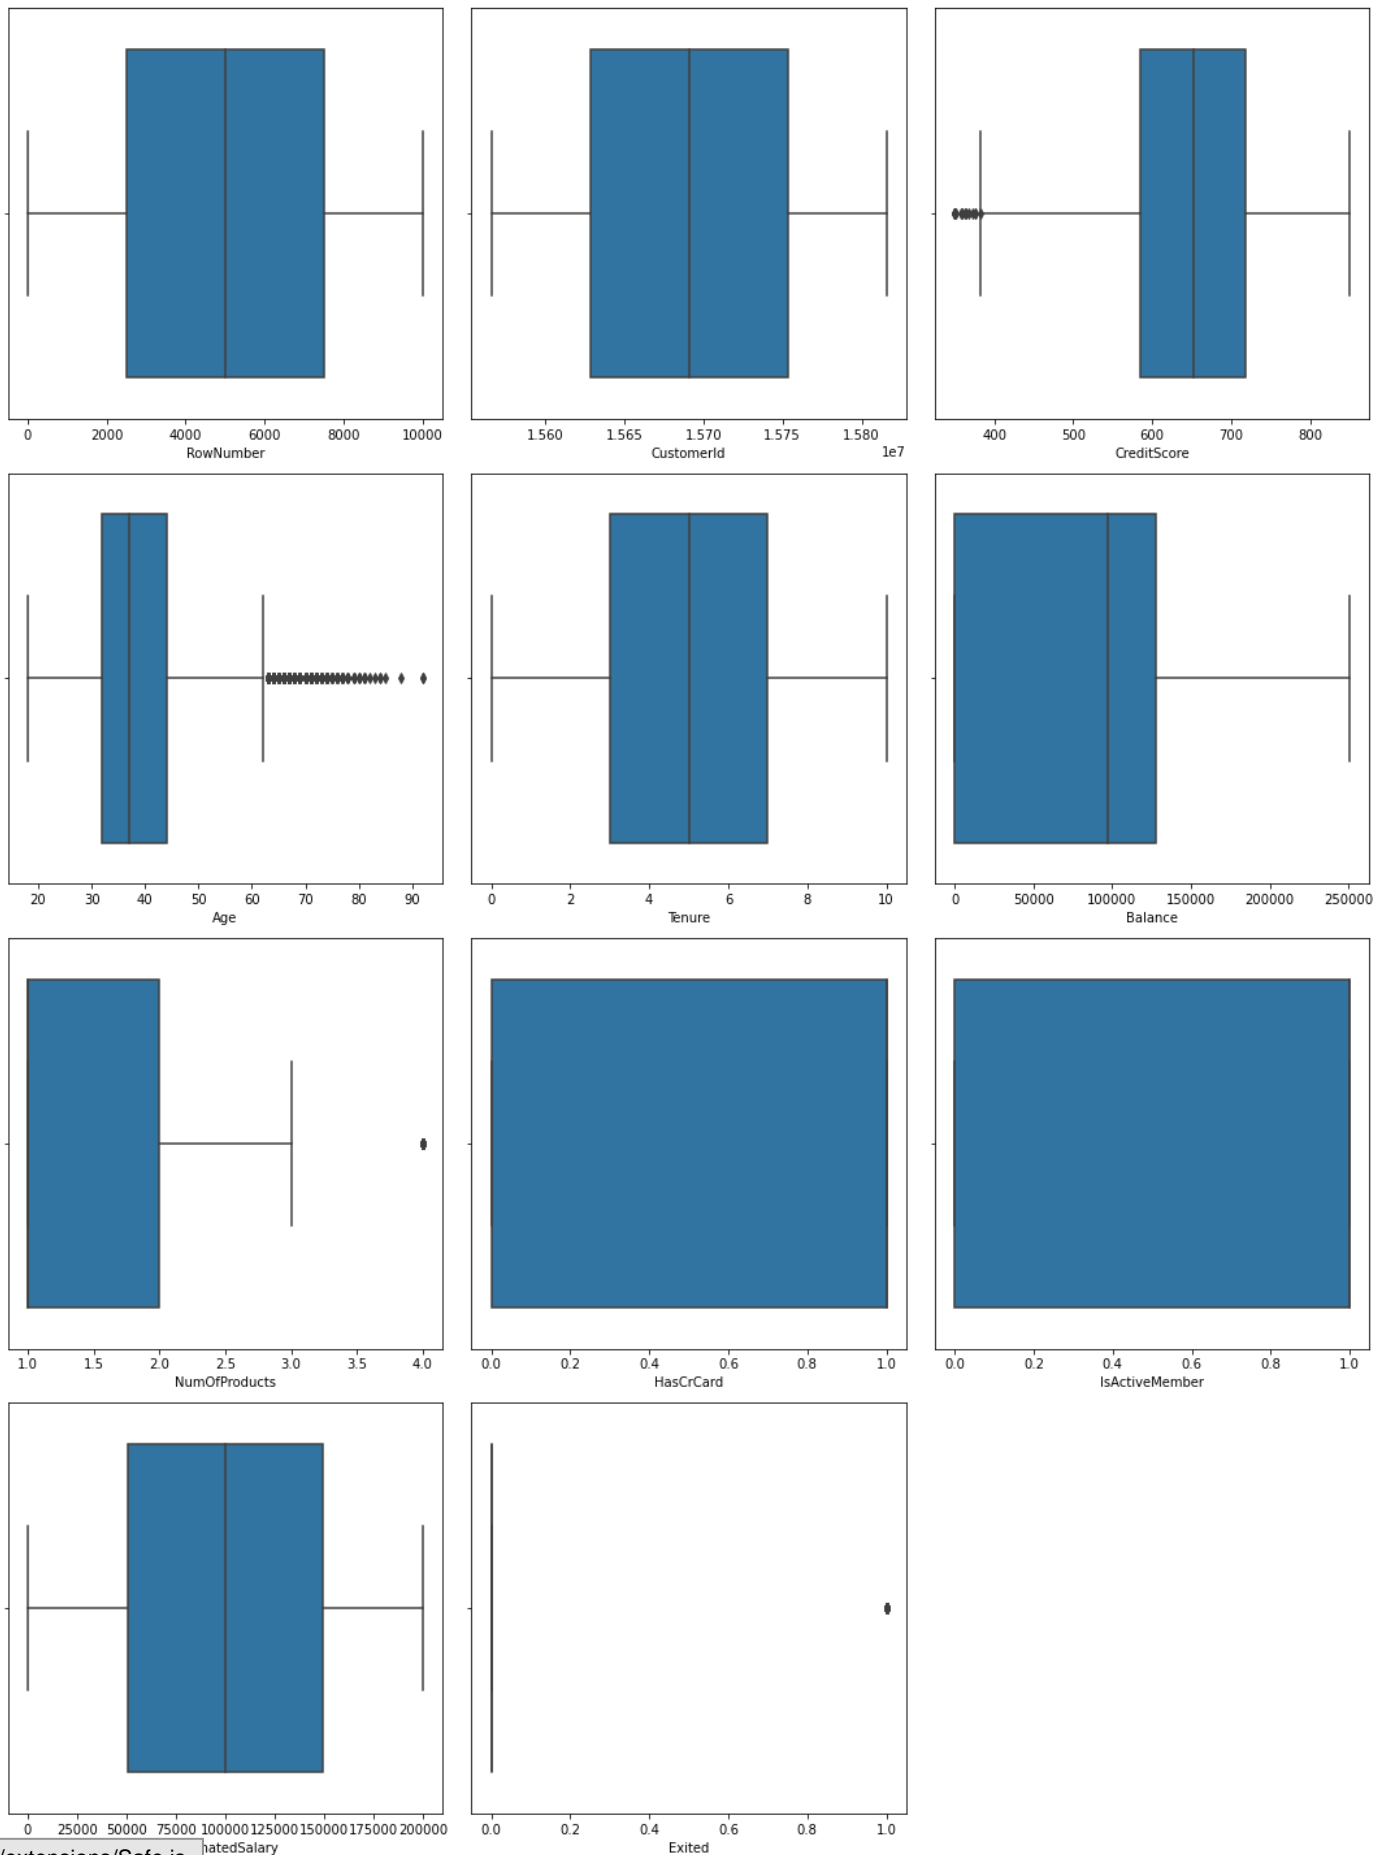 0 2000 4000 6000 8000 10000
RowNumber
1.560 1.565 1.570 1.575 1.580
1e7
CustomerId
400 500 600 700 800
CreditScore
20 30 40 50 60 70 80 90
Age
0 2 4 6 8 10
Tenure
0 50000 100000 150000 200000 250000
Balance
1.0 1.5 2.0 2.5 3.0 3.5 4.0
NumOfProducts
0.0 0.2 0.4 0.6 0.8 1.0
HasCrCard
0.0 0.2 0.4 0.6 0.8 1.0
IsActiveMember
0 25000 50000 75000 100000 125000 150000 175000 200000
natedSalary
0.0 0.2 0.4 0.6 0.8 1.0
Exited
/extensions/Safe.js